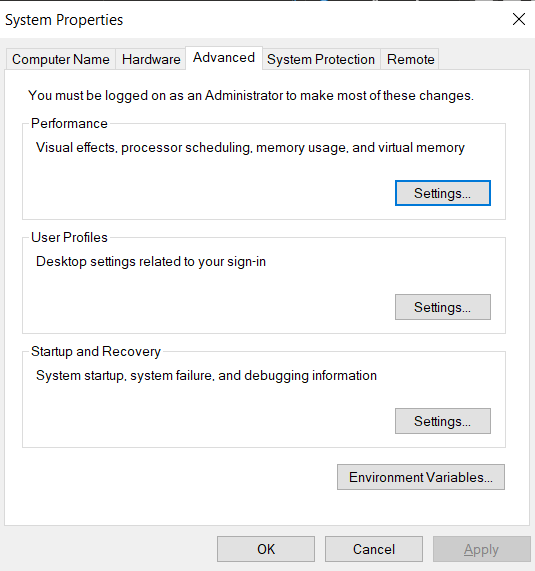 System Properties
Computer Name Hardware Advanced System Protection Remote
You must be logged on as an Administrator to make most of these changes.
Performance
Visual effects, processor scheduling, memory usage, and virtual memory
Settings...
User Profiles
Desktop settings related to your sign-in
Settings...
Startup and Recovery
System startup, system failure, and debugging information
Settings...
Environment Variables...
OK Cancel Apply